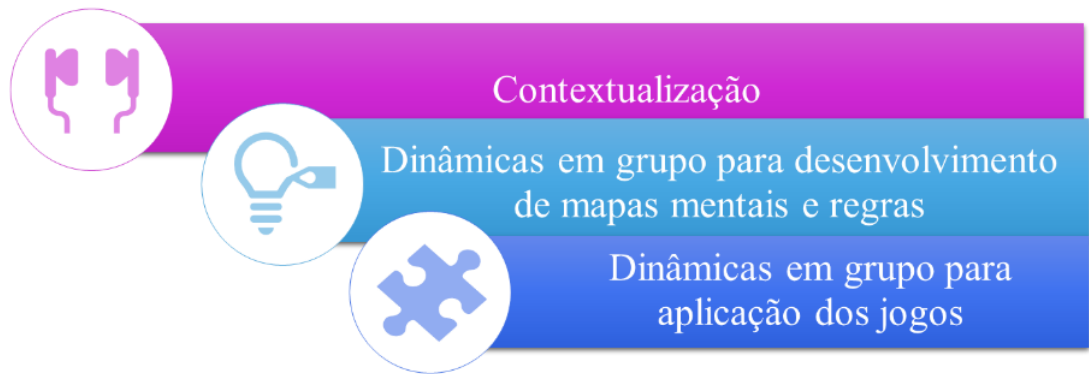 Contextualização
Dinâmicas em grupo para desenvolvimento
de mapas mentais e regras
Dinâmicas em grupo para
aplicação dos jogos